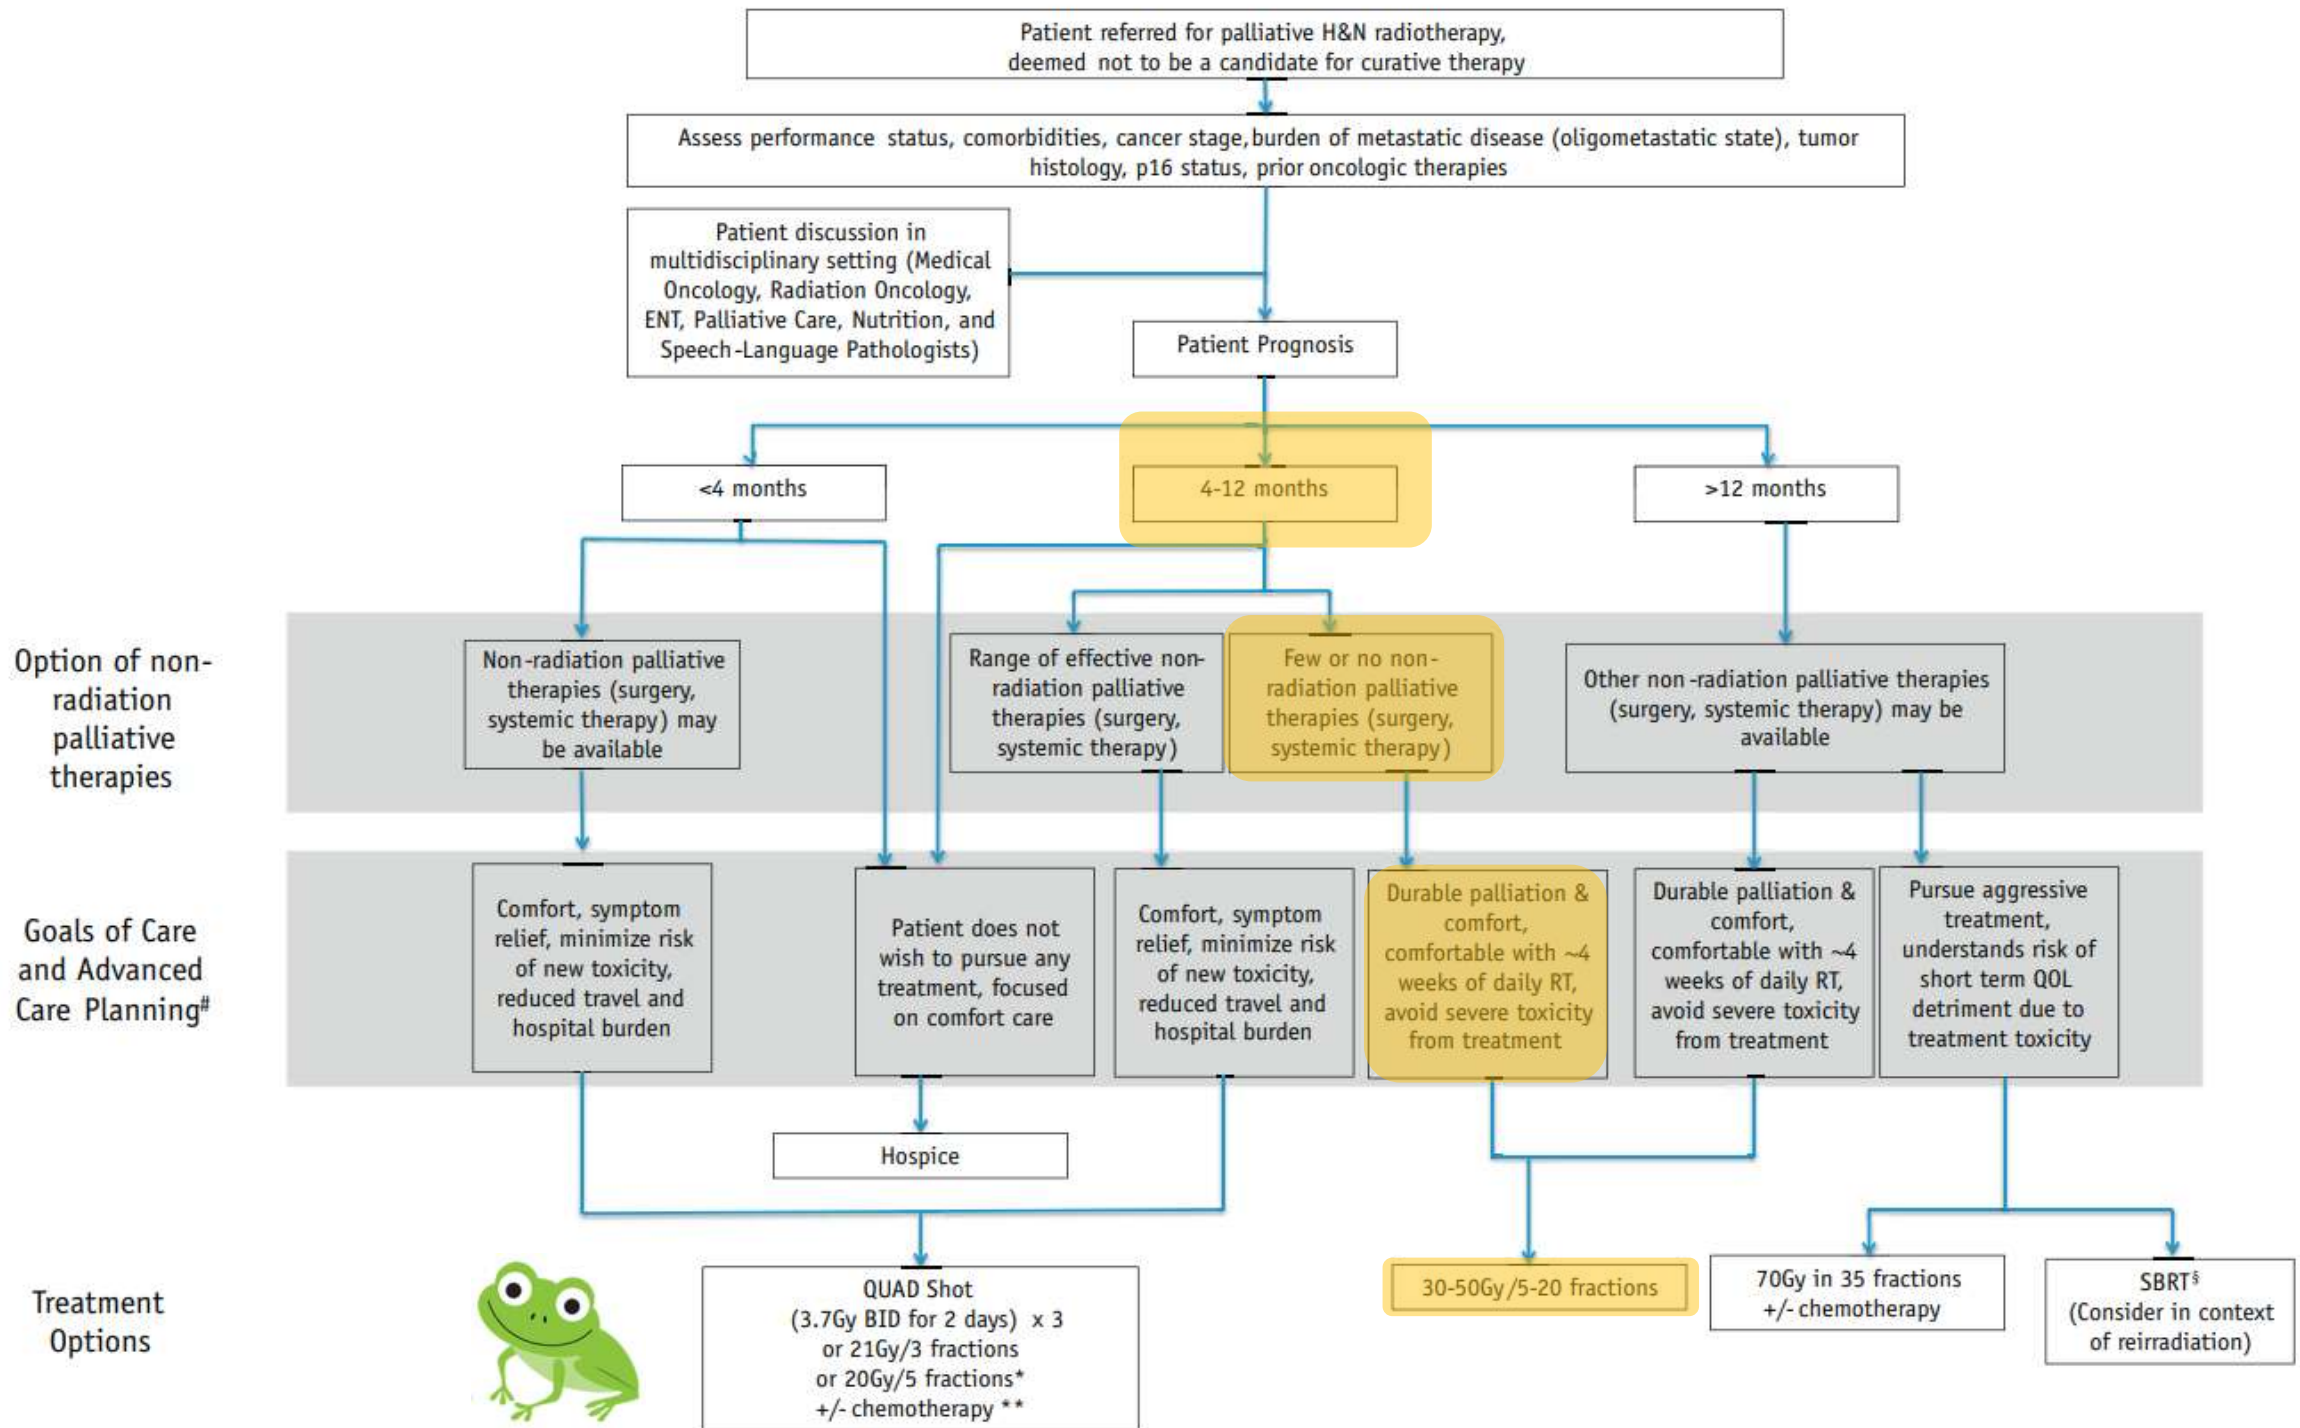 Patient referred for palliative H&N radiotherapy,
deemed not to be a candidate for curative therapy
Assess performance status, comorbidities, cancer stage, burden of metastatic disease (oligometastatic state), tumor
histology, p16 status, prior oncologic therapies
Patient discussion in
multidisciplinary setting (Medical
Oncology, Radiation Oncology,
ENT, Palliative Care, Nutrition, and
Speech-Language Pathologists)
Patient Prognosis
<4 months
4-12 months
>12 months
Option of non-
radiation
palliative
therapies
Non-radiation palliative
therapies (surgery,
systemic therapy) may
be available
Range of effective non-
radiation palliative
therapies (surgery,
systemic therapy)
Few or no non-
radiation palliative
therapies (surgery,
systemic therapy)
Other non-radiation palliative therapies
(surgery, systemic therapy) may be
available
Goals of Care
and Advanced
Care Planning#
Comfort, symptom
relief, minimize risk
of new toxicity,
reduced travel and
hospital burden
Patient does not
wish to pursue any
treatment, focused
on comfort care
Comfort, symptom
relief, minimize risk
of new toxicity,
reduced travel and
hospital burden
Durable palliation &
comfort,
comfortable with ~4
weeks of daily RT,
avoid severe toxicity
from treatment
Durable palliation &
comfort,
comfortable with ~4
weeks of daily RT,
avoid severe toxicity
from treatment
Pursue aggressive
treatment,
understands risk of
short term QOL
detriment due to
treatment toxicity
Hospice
Treatment
Options
QUAD Shot
(3.7Gy BID for 2 days) x 3
or 21Gy/3 fractions
or 20Gy/5 fractions*
+/- chemotherapy **
30-50Gy/5-20 fractions
70Gy in 35 fractions
+/- chemotherapy
SBRT§
(Consider in context
of reirradiation)